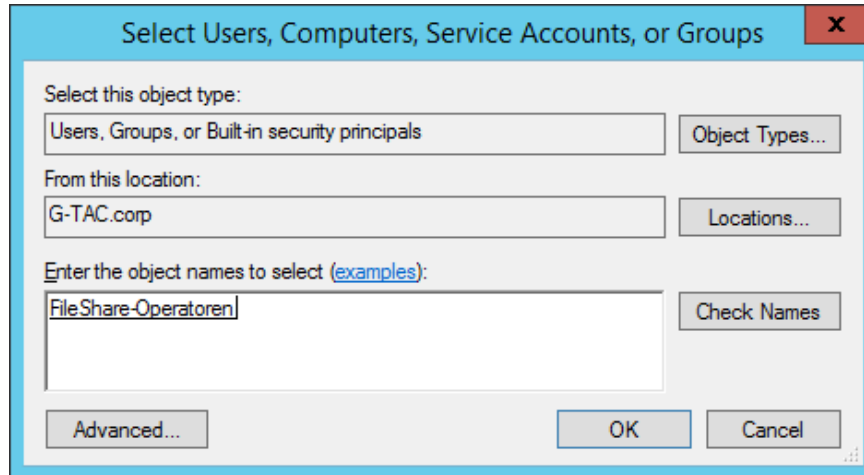 Select Users, Computers, Service Accounts, or Groups
x
Select this object type:
Users, Groups, or Built-in security principals
Object Types...
From this location:
G-TAC.corp
Locations...
Enter the object names to select (examples):
FileShare-Operatoren
Check Names
Advanced...
OK
Cancel